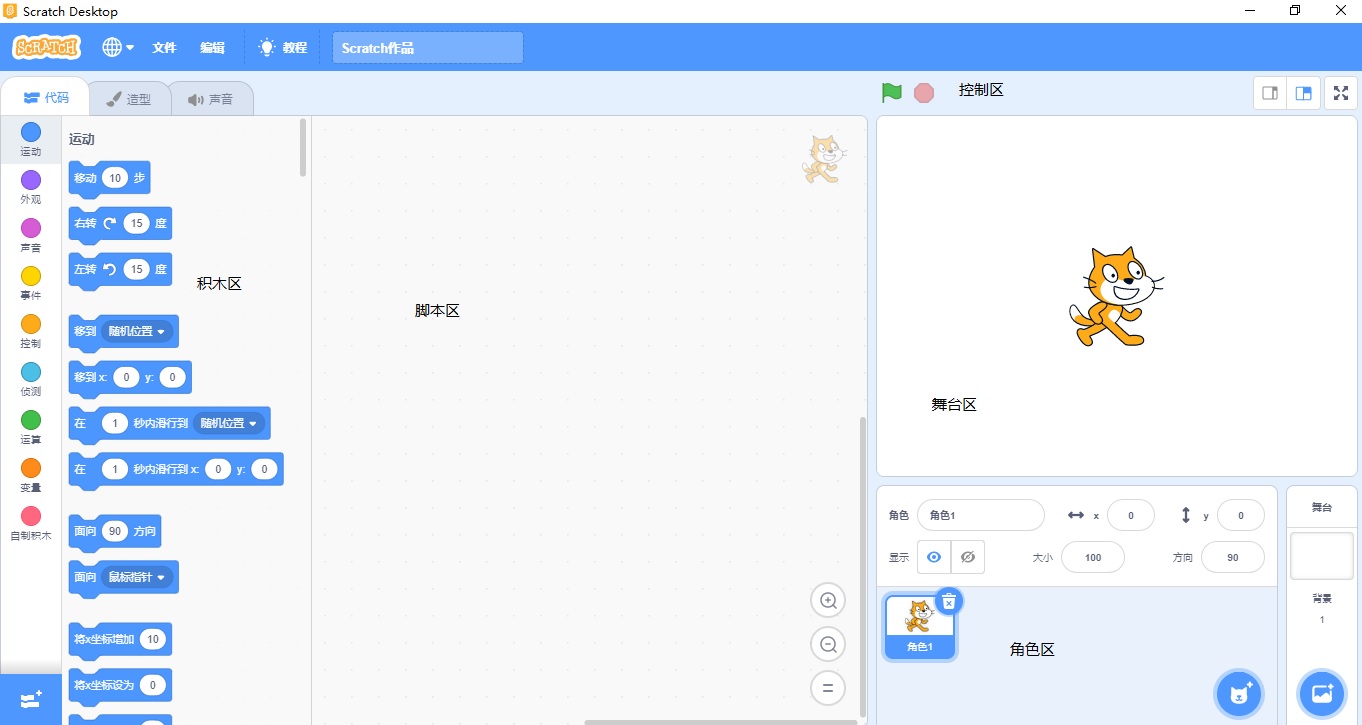 Scratch Desktop
SCRATCH 文件 编辑 教程 Scratch作品
代码 造型 声音 控制区
运动
外观
声音
事件
控制
侦测
运算
变量
自制积木
运动
移动 10 步
右转 15 度
左转 15 度
积木区
移到 随机位置
移到 x: 0 y: 0
在 1 秒内滑行到 随机位置
在 1 秒内滑行到 x: 0 y: 0
面向 90 方向
面向 鼠标指针
将x坐标增加 10
将x坐标设为 0
脚本区
舞台区
角色 角色1 x 0 y 0
显示 大小 100 方向 90
角色1
角色区
舞台
背景
1